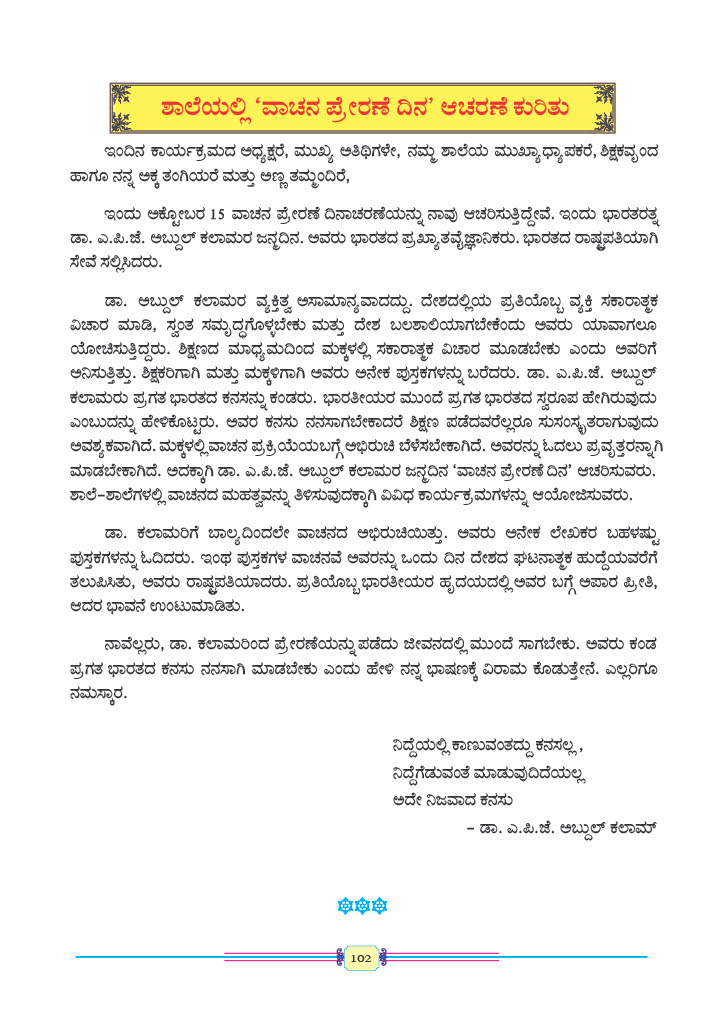 ಶಾಲೆಯಲ್ಲಿ ‘ವಾಚನ ಪ್ರೇರಣೆ ದಿನ’ ಆಚರಣೆ ಕುರಿತು
ಇಂದಿನ ಕಾರ್ಯಕ್ರಮದ ಅಧ್ಯಕ್ಷರೆ, ಮುಖ್ಯ ಅತಿಥಿಗಳೇ, ನಮ್ಮ ಶಾಲೆಯ ಮುಖ್ಯಾಧ್ಯಾಪಕರೆ, ಶಿಕ್ಷಕವೃಂದ
ಹಾಗೂ ನನ್ನ ಅಕ್ಕ ತಂಗಿಯರೆ ಮತ್ತು ಅಣ್ಣ ತಮ್ಮಂದಿರೆ,
ಇಂದು ಅಕ್ಟೋಬರ 15 ವಾಚನ ಪ್ರೇರಣೆ ದಿನಾಚರಣೆಯನ್ನು ನಾವು ಆಚರಿಸುತ್ತಿದ್ದೇವೆ. ಇಂದು ಭಾರತರತ್ನ
ಡಾ. ಎ.ಪಿ.ಜೆ. ಅಬ್ದುಲ್ ಕಲಾಮರ ಜನ್ಮದಿನ. ಅವರು ಭಾರತದ ಪ್ರಖ್ಯಾತವೈಜ್ಞಾನಿಕರು. ಭಾರತದ ರಾಷ್ಟ್ರಪತಿಯಾಗಿ
ಸೇವೆ ಸಲ್ಲಿಸಿದರು.
ಡಾ. ಅಬ್ದುಲ್ ಕಲಾಮರ ವ್ಯಕ್ತಿತ್ವ ಅಸಾಮಾನ್ಯವಾದದ್ದು. ದೇಶದಲ್ಲಿಯ ಪ್ರತಿಯೊಬ್ಬ ವ್ಯಕ್ತಿ ಸಕಾರಾತ್ಮಕ
ವಿಚಾರ ಮಾಡಿ, ಸ್ವಂತ ಸಮೃದ್ಧಗೊಳ್ಳಬೇಕು ಮತ್ತು ದೇಶ ಬಲಶಾಲಿಯಾಗಬೇಕೆಂದು ಅವರು ಯಾವಾಗಲೂ
ಯೋಚಿಸುತ್ತಿದ್ದರು. ಶಿಕ್ಷಣದ ಮಾಧ್ಯಮದಿಂದ ಮಕ್ಕಳಲ್ಲಿ ಸಕಾರಾತ್ಮಕ ವಿಚಾರ ಮೂಡಬೇಕು ಎಂದು ಅವರಿಗೆ
ಅನಿಸುತ್ತಿತ್ತು. ಶಿಕ್ಷಕರಿಗಾಗಿ ಮತ್ತು ಮಕ್ಕಳಿಗಾಗಿ ಅವರು ಅನೇಕ ಪುಸ್ತಕಗಳನ್ನು ಬರೆದರು. ಡಾ. ಎ.ಪಿ.ಜೆ. ಅಬ್ದುಲ್
ಕಲಾಮರು ಪ್ರಗತ ಭಾರತದ ಕನಸನ್ನು ಕಂಡರು. ಭಾರತೀಯರ ಮುಂದೆ ಪ್ರಗತ ಭಾರತದ ಸ್ವರೂಪ ಹೇಗಿರುವುದು
ಎಂಬುದನ್ನು ಹೇಳಿಕೊಟ್ಟರು. ಅವರ ಕನಸು ನನಸಾಗಬೇಕಾದರೆ ಶಿಕ್ಷಣ ಪಡೆದವರೆಲ್ಲರೂ ಸುಸಂಸ್ಕೃತರಾಗುವುದು
ಅವಶ್ಯಕವಾಗಿದೆ. ಮಕ್ಕಳಲ್ಲಿ ವಾಚನ ಪ್ರಕ್ರಿಯೆಯಬಗ್ಗೆ ಅಭಿರುಚಿ ಬೆಳೆಸಬೇಕಾಗಿದೆ. ಅವರನ್ನು ಓದಲು ಪ್ರವೃತ್ತರನ್ನಾಗಿ
ಮಾಡಬೇಕಾಗಿದೆ. ಅದಕ್ಕಾಗಿ ಡಾ. ಎ.ಪಿ.ಜೆ. ಅಬ್ದುಲ್ ಕಲಾಮರ ಜನ್ಮದಿನ ‘ವಾಚನ ಪ್ರೇರಣೆ ದಿನ’ ಆಚರಿಸುವರು.
ಶಾಲೆ-ಶಾಲೆಗಳಲ್ಲಿ ವಾಚನದ ಮಹತ್ವವನ್ನು ತಿಳಿಸುವುದಕ್ಕಾಗಿ ವಿವಿಧ ಕಾರ್ಯಕ್ರಮಗಳನ್ನು ಆಯೋಜಿಸುವರು.
ಡಾ. ಕಲಾಮರಿಗೆ ಬಾಲ್ಯದಿಂದಲೇ ವಾಚನದ ಅಭಿರುಚಿಯಿತ್ತು. ಅವರು ಅನೇಕ ಲೇಖಕರ ಬಹಳಷ್ಟು
ಪುಸ್ತಕಗಳನ್ನು ಓದಿದರು. ಇಂಥ ಪುಸ್ತಕಗಳ ವಾಚನವೆ ಅವರನ್ನು ಒಂದು ದಿನ ದೇಶದ ಘಟನಾತ್ಮಕ ಹುದ್ದೆಯವರೆಗೆ
ತಲುಪಿಸಿತು, ಅವರು ರಾಷ್ಟ್ರಪತಿಯಾದರು. ಪ್ರತಿಯೊಬ್ಬ ಭಾರತೀಯರ ಹೃದಯದಲ್ಲಿ ಅವರ ಬಗ್ಗೆ ಅಪಾರ ಪ್ರೀತಿ,
ಆದರ ಭಾವನೆ ಉಂಟುಮಾಡಿತು.
ನಾವೆಲ್ಲರು, ಡಾ. ಕಲಾಮರಿಂದ ಪ್ರೇರಣೆಯನ್ನು ಪಡೆದು ಜೀವನದಲ್ಲಿ ಮುಂದೆ ಸಾಗಬೇಕು. ಅವರು ಕಂಡ
ಪ್ರಗತ ಭಾರತದ ಕನಸು ನನಸಾಗಿ ಮಾಡಬೇಕು ಎಂದು ಹೇಳಿ ನನ್ನ ಭಾಷಣಕ್ಕೆ ವಿರಾಮ ಕೊಡುತ್ತೇನೆ. ಎಲ್ಲರಿಗೂ
ನಮಸ್ಕಾರ.
ನಿದ್ದೆಯಲ್ಲಿ ಕಾಣುವಂತದ್ದು ಕನಸಲ್ಲ ,
ನಿದ್ದೆಗೆಡುವಂತೆ ಮಾಡುವುದಿದೆಯಲ್ಲ
ಅದೇ ನಿಜವಾದ ಕನಸು
- ಡಾ. ಎ.ಪಿ.ಜೆ. ಅಬ್ದುಲ್ ಕಲಾಮ್
102